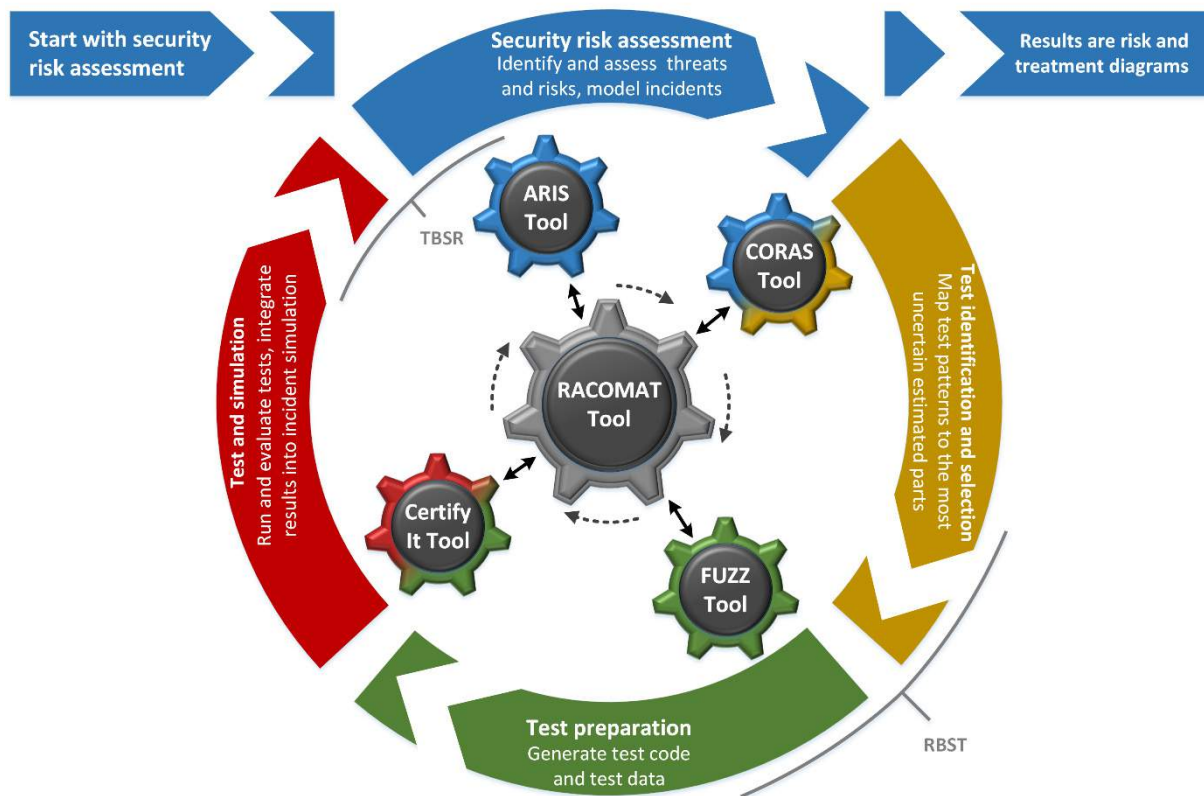 Start with security
risk assessment
Security risk assessment
Identify and assess threats
and risks, model incidents
Results are risk and
treatment diagrams
ARIS
Tool
TBSR
CORAS
Tool
Test identification and selection
Map test patterns to the most
uncertain estimated parts
Test and simulation
Run and evaluate tests, integrate
results into incident simulation
RACOMAT
Tool
Certify
It Tool
FUZZ
Tool
Test preparation
Generate test code
and test data
RBST